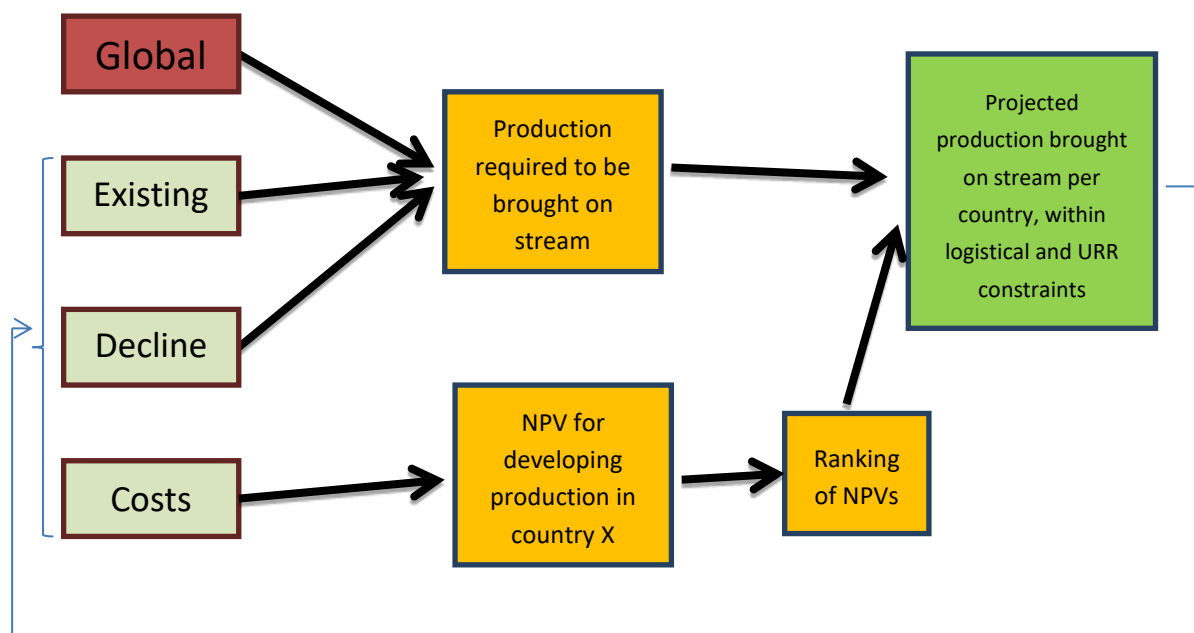 Global
Existing
Decline
Costs
Production
required to be
brought on
stream
NPV for
developing
production in
country X
Ranking
of NPVs
Projected
production brought
on stream per
country, within
logistical and URR
constraints